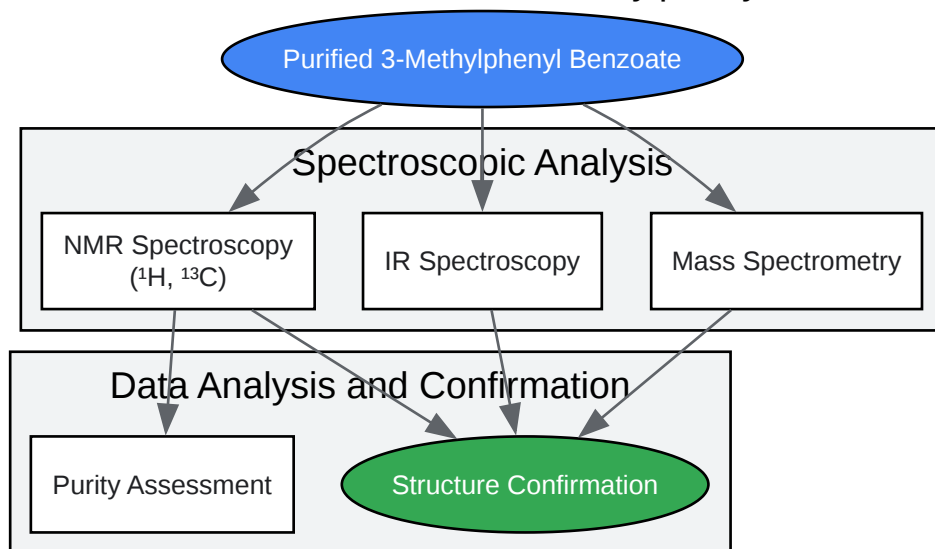 Purified 3-Methylphenyl Benzoate
Spectroscopic Analysis
NMR Spectroscopy
(¹H, ¹³C)
IR Spectroscopy
Mass Spectrometry
Data Analysis and Confirmation
Purity Assessment
Structure Confirmation